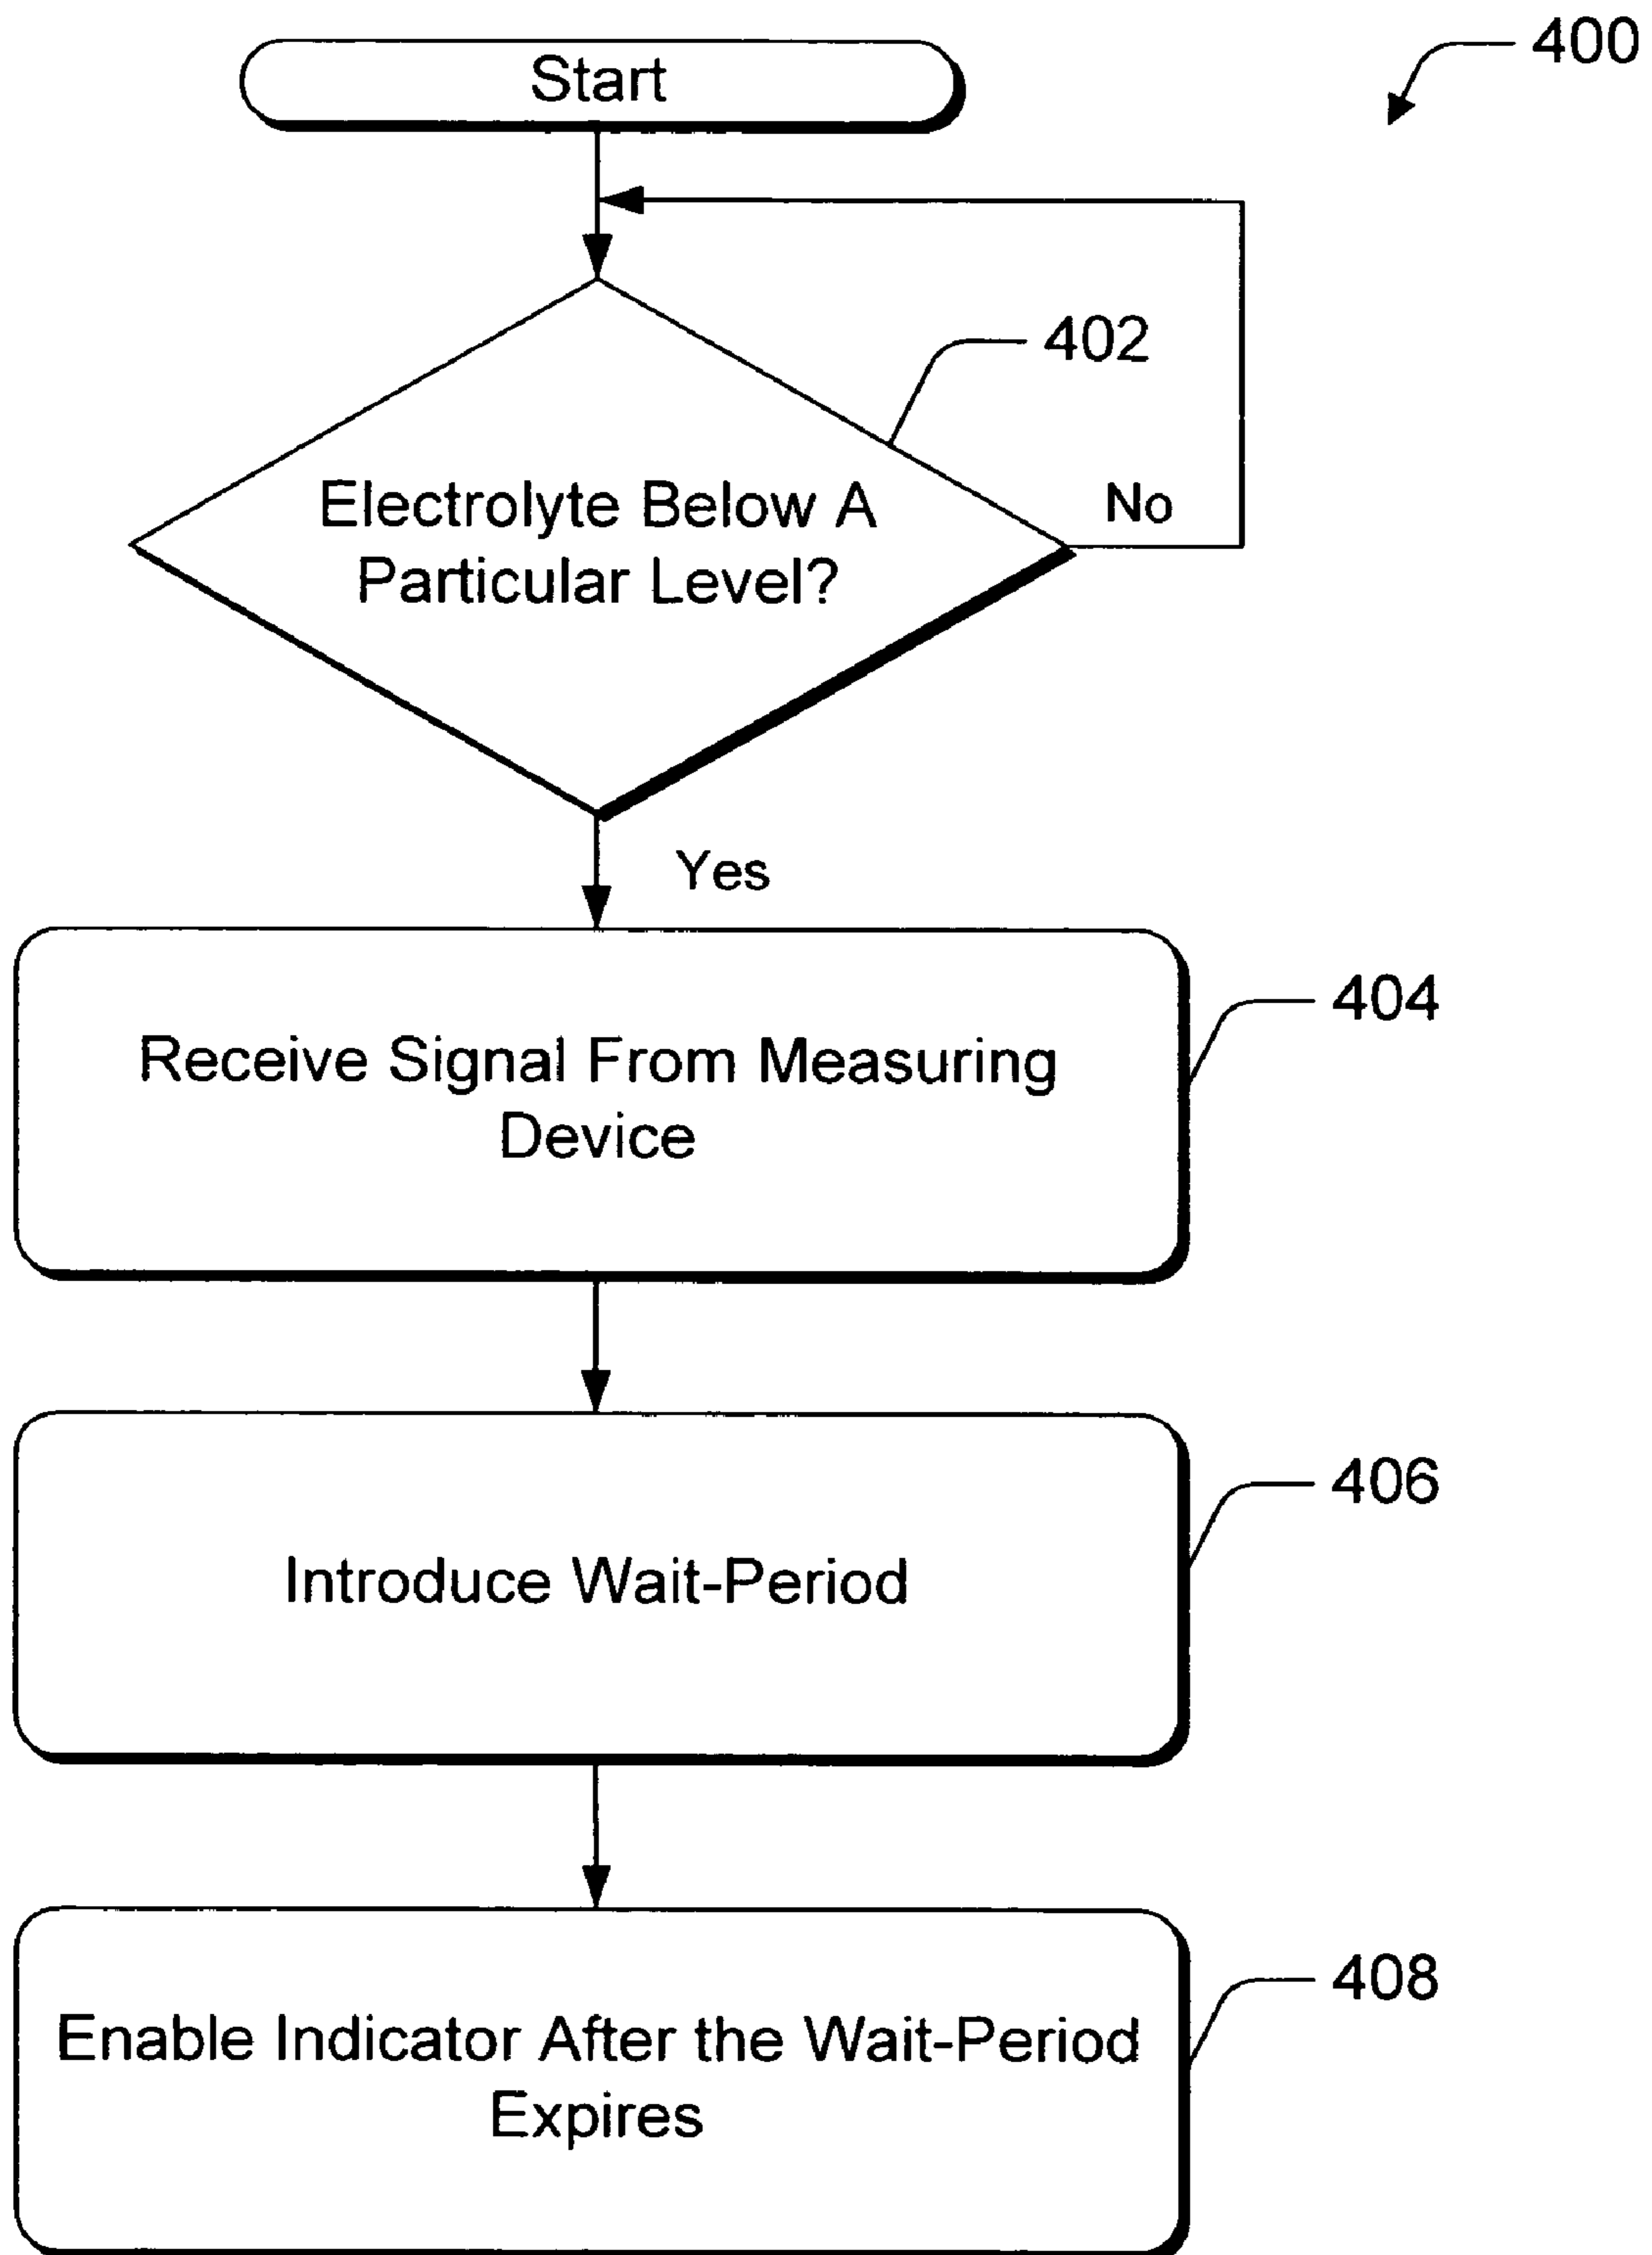 400
Start
402
Electrolyte Below A
Particular Level?
No
Yes
404
Receive Signal From Measuring
Device
406
Introduce Wait-Period
408
Enable Indicator After the Wait-Period
Expires